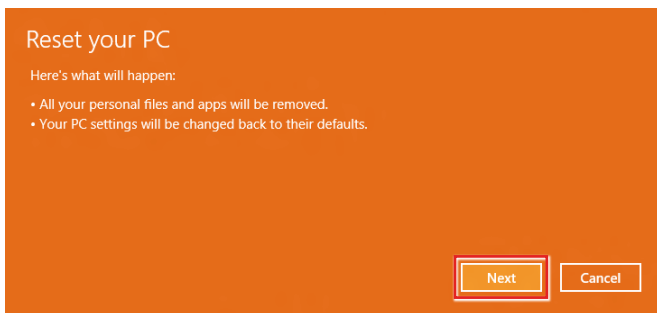 Reset your PC
Here's what will happen:
• All your personal files and apps will be removed.
• Your PC settings will be changed back to their defaults.
Next Cancel